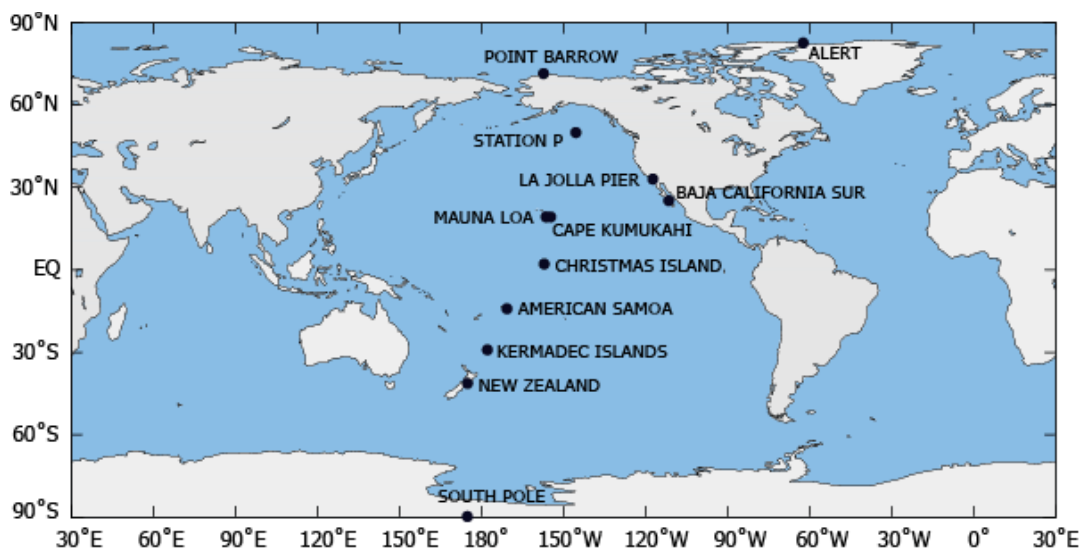 90°N
POINT BARROW
ALERT
60°N
STATION P
30°N
LA JOLLA PIER
BAJA CALIFORNIA SUR
MAUNA LOA
CAPE KUMUKAHI
EQ
CHRISTMAS ISLAND,
AMERICAN SAMOA
30°S
KERMADEC ISLANDS
NEW ZEALAND
60°S
SOUTH POLE
90°S
30°E 60°E 90°E 120°E 150°E 180° 150°W 120°W 90°W 60°W 30°W 0° 30°E